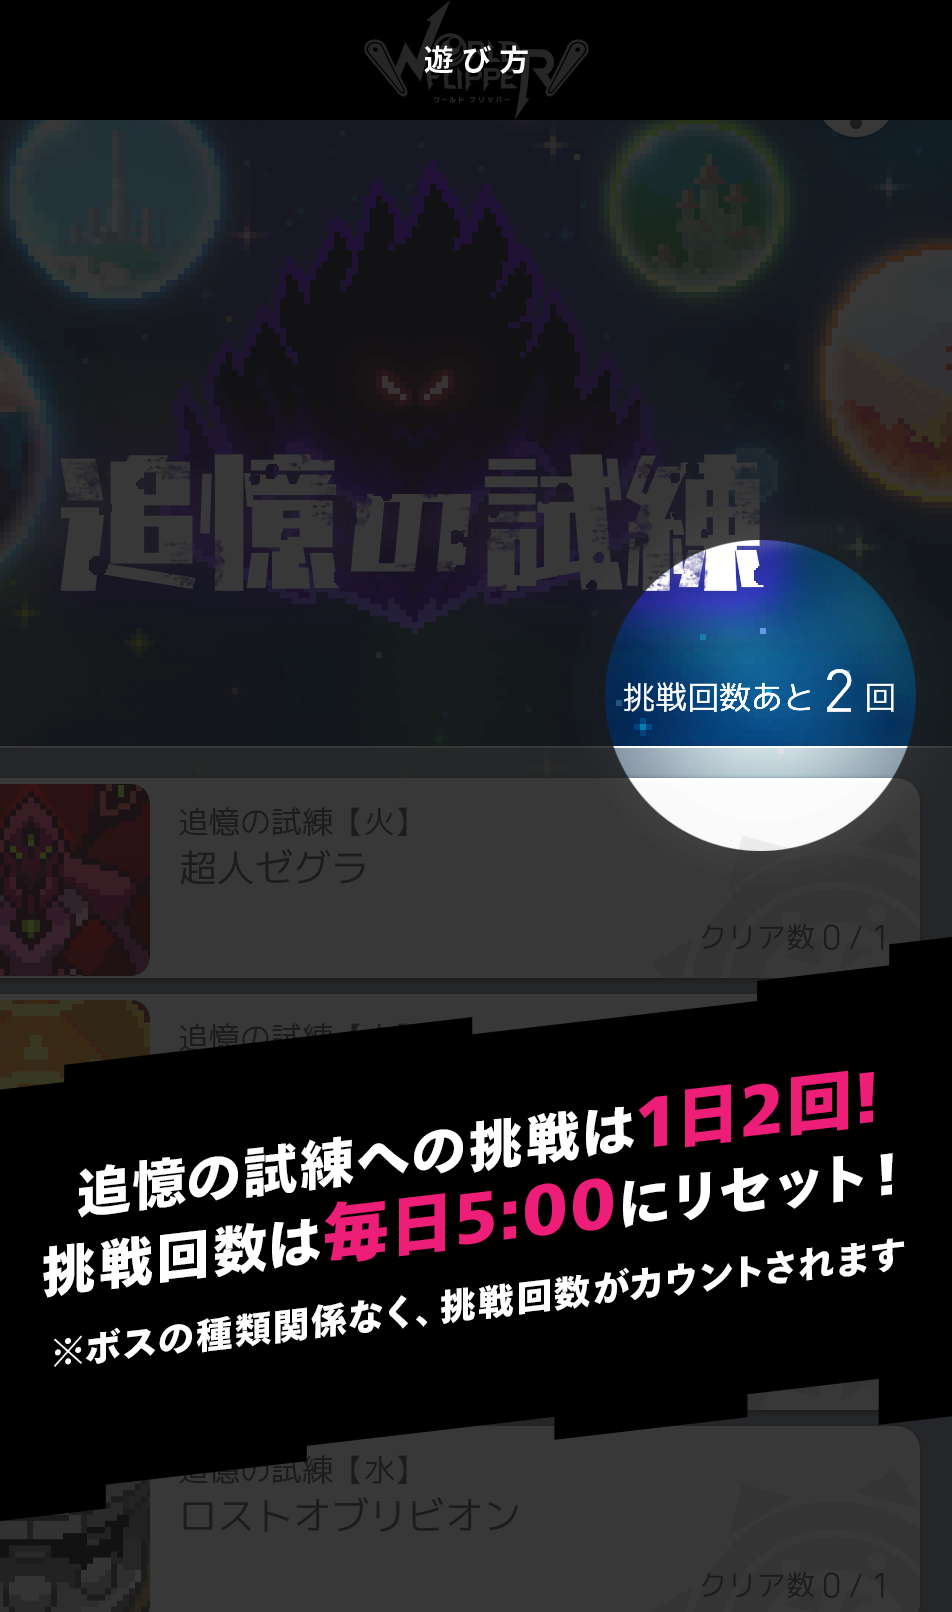 WORLD
遊び方
FLIPPER
ワールド フリッパー
追憶の試練
挑戦回数あと 2 回
追憶の試練【火】
超人ゼグラ
クリア数 0 / 1
追憶の試練【
追憶の試練への挑戦は1日2回!
挑戦回数は毎日5:00にリセット!
※ボスの種類関係なく、挑戦回数がカウントされます
追憶の試練【水】
ロストオブリビオン
クリア数 0 / 1